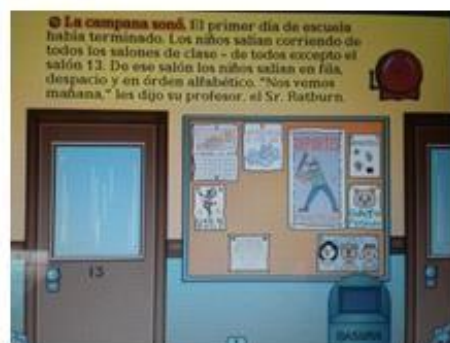 La campana sonó. El primer día de escuela
había terminado. Los niños salían corriendo de
todos los salones de clase - de todos excepto el
salón 13. De ese salón los niños salían en fila,
despacio y en órden alfabético. "Nos vemos
mañana," les dijo su profesor, el Sr. Ratburn.
DEPORTES
13
BASURA